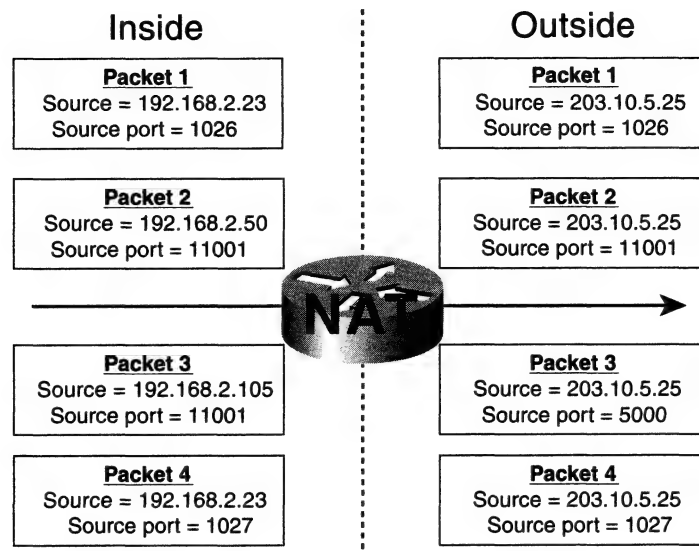 Inside
Outside
Packet 1
Source = 192.168.2.23
Source port = 1026
Packet 1
Source = 203.10.5.25
Source port = 1026
Packet 2
Source = 192.168.2.50
Source port = 11001
Packet 2
Source = 203.10.5.25
Source port = 11001
NAT
Packet 3
Source = 192.168.2.105
Source port = 11001
Packet 3
Source = 203.10.5.25
Source port = 5000
Packet 4
Source = 192.168.2.23
Source port = 1027
Packet 4
Source = 203.10.5.25
Source port = 1027